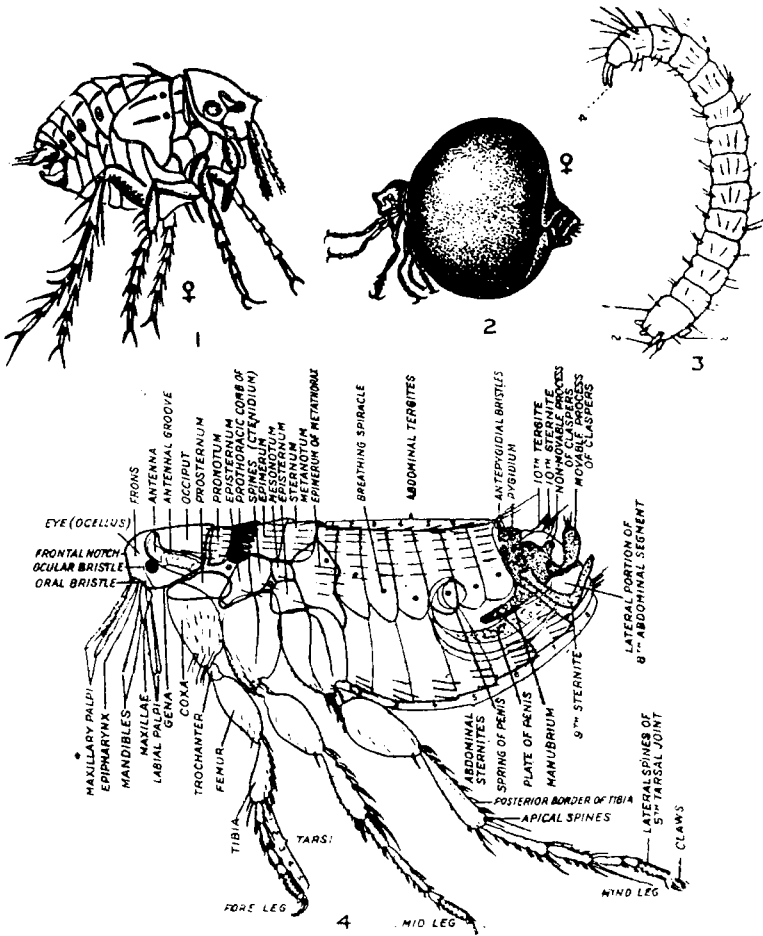 ♀
1
♀
2
4
2
3
FRONS
ANTENNA
ANTENNAL GROOVE
OCCIPUT
PROSTERNUM
PROMOTUM
EPISTERNUM
PROTHORACIC COMB OF
SPINES (CTENIDIUM)
EPIMERUM
MESONOTUM
EPISTERNUM
STERNUM
METANOTUM
EPIMERUM OF METATHORAX
BREATHING SPIRACLE
ABDOMINAL TERGITES
ANTEPYGIDIAL BRISTLES
PYGIDIUM
10TH TERGITE
10TH STERNITE
NON-MOVABLE PROCESS
OF CLASPERS
MOVABLE PROCESS
OF CLASPERS
EYE (OCELLUS)
FRONTAL NOTCH
OCULAR BRISTLE
ORAL BRISTLE
MAXILLARY PALPI
EPIPHARYNX
MANDIBLES
MAXILLAE
LABIAL PALPI
GENA
COXA
TROCHANTER
FEMUR
TIBIA
TARSI
FORE LEG
4
MID LEG
ABDOMINAL
STERNITES
SPRING OF PENIS
PLATE OF PENIS
MANUBRIUM
9TH STERNITE
LATERAL PORTION OF
8TH ABDOMINAL SEGMENT
POSTERIOR BORDER OF TIBIA
APICAL SPINES
LATERAL SPINES OF
5TH TARSAL JOINT
CLAWS
HIND LEG